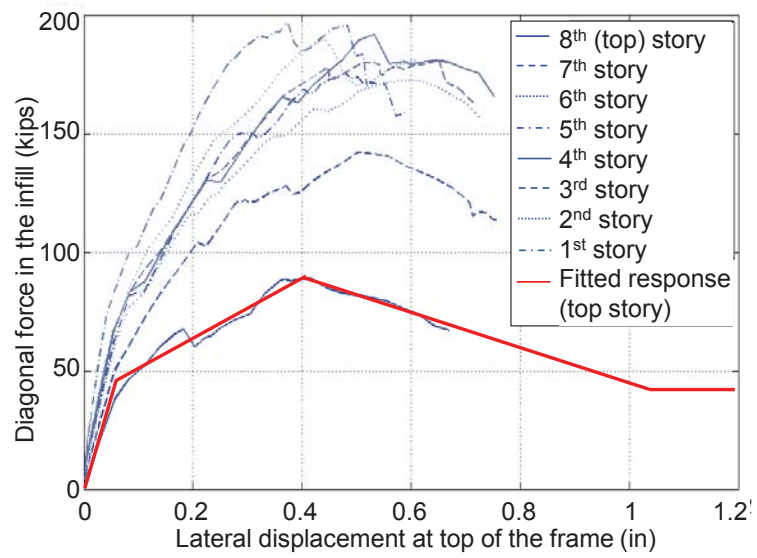 200
150
100
50
0
Diagonal force in the infill (kips)
8th (top) story
7th story
6th story
5th story
4th story
3rd story
2nd story
1st story
Fitted response
(top story)
0 0.2 0.4 0.6 0.8 1 1.2
Lateral displacement at top of the frame (in)